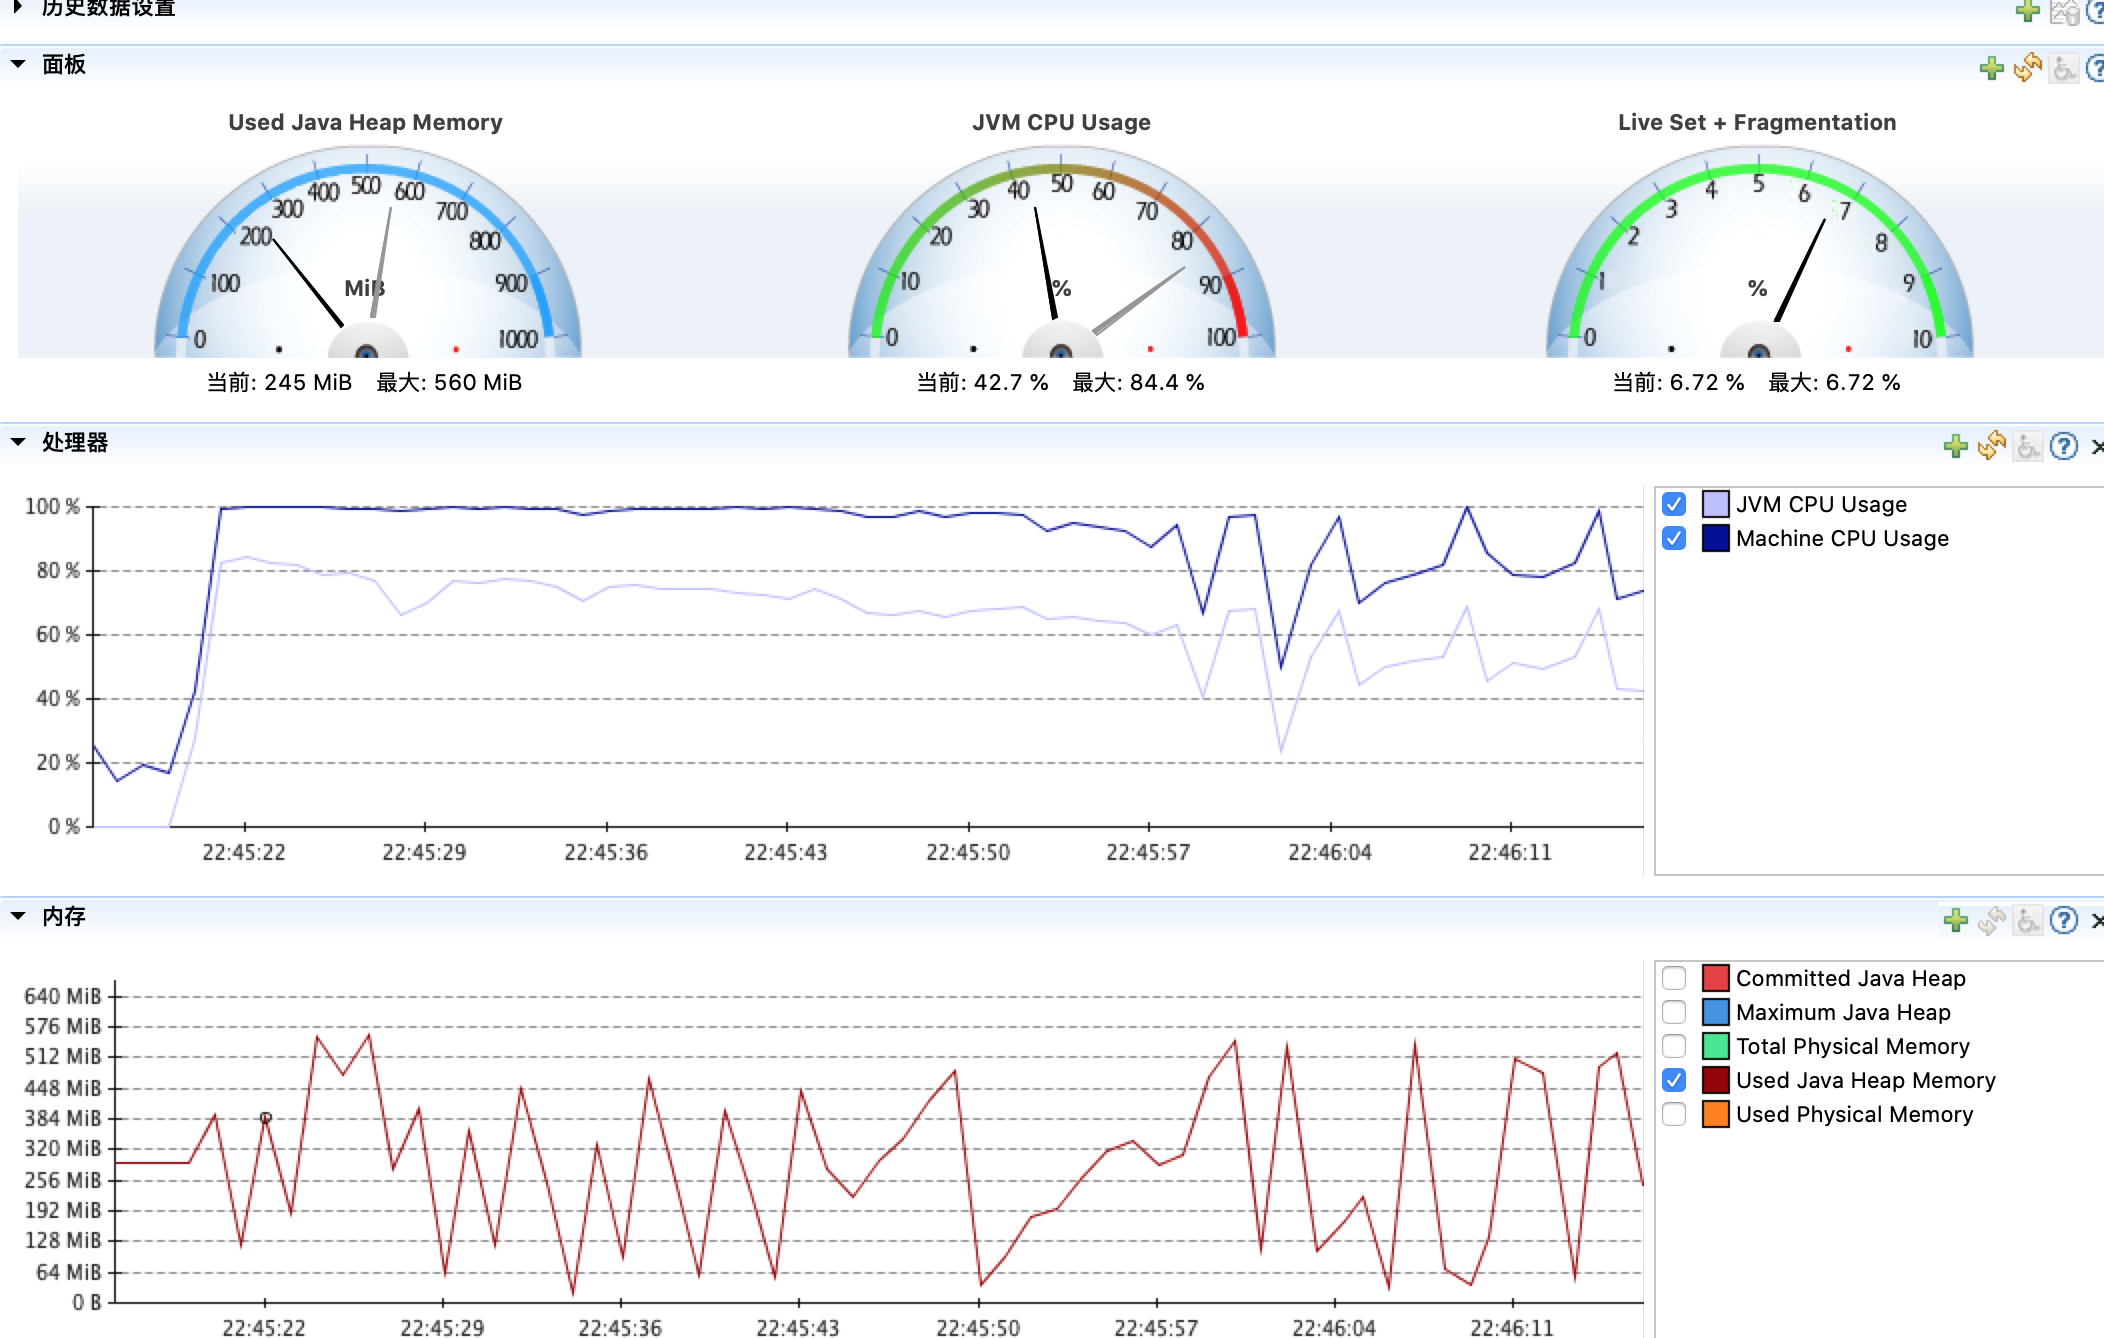 历史数据设置
面板
Used Java Heap Memory
0 100 200 300 400 500 600 700 800 900 1000
MiB
当前: 245 MiB 最大: 560 MiB
JVM CPU Usage
0 10 20 30 40 50 60 70 80 90 100
%
当前: 42.7 % 最大: 84.4 %
Live Set + Fragmentation
0 1 2 3 4 5 6 7 8 9 10
%
当前: 6.72 % 最大: 6.72 %
处理器
100 %
80 %
60 %
40 %
20 %
0 %
22:45:22 22:45:29 22:45:36 22:45:43 22:45:50 22:45:57 22:46:04 22:46:11
JVM CPU Usage
Machine CPU Usage
内存
640 MiB
576 MiB
512 MiB
448 MiB
384 MiB
320 MiB
256 MiB
192 MiB
128 MiB
64 MiB
0 B
22:45:22 22:45:29 22:45:36 22:45:43 22:45:50 22:45:57 22:46:04 22:46:11
Committed Java Heap
Maximum Java Heap
Total Physical Memory
Used Java Heap Memory
Used Physical Memory